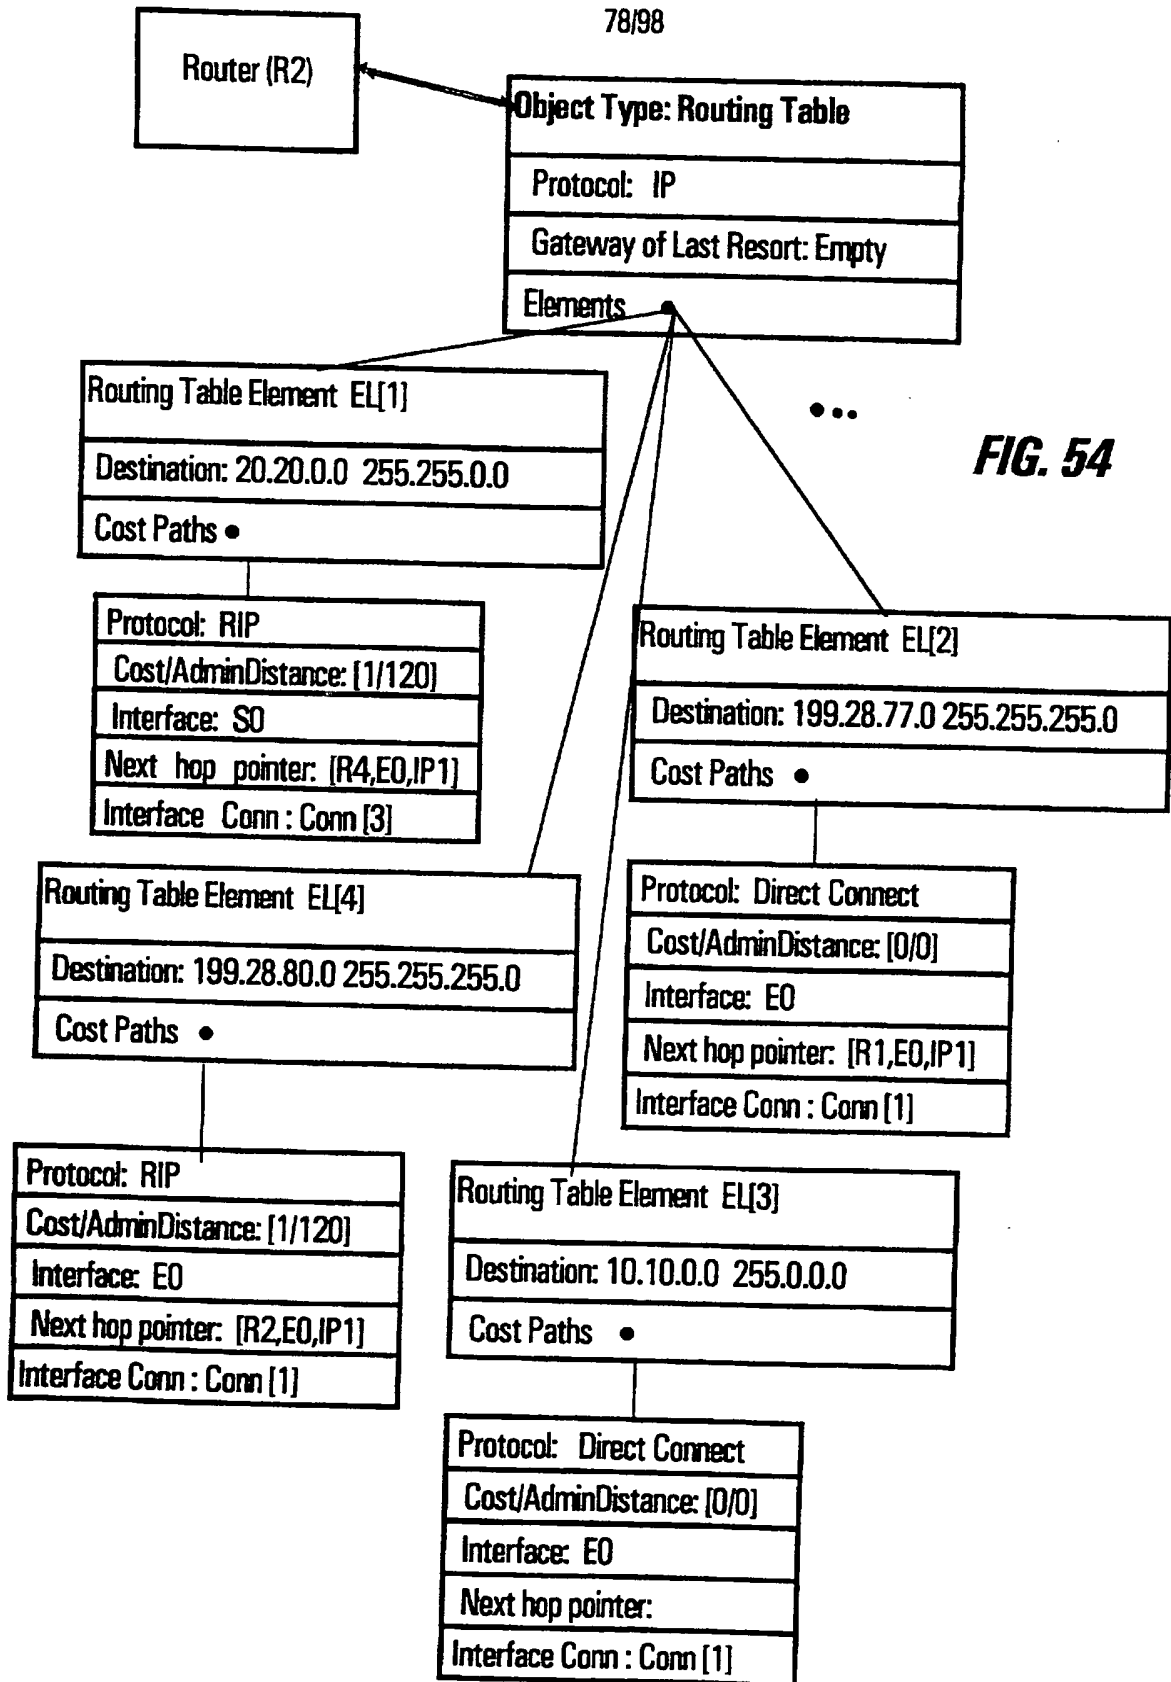 78/98
Router (R2)
Object Type: Routing Table
Protocol: IP
Gateway of Last Resort: Empty
Elements
Routing Table Element EL[1]
Destination: 20.20.0.0 255.255.0.0
Cost Paths
FIG. 54
Protocol: RIP
Cost/AdminDistance: [1/120]
Interface: S0
Next hop pointer: [R4,E0,IP1]
Interface Conn : Conn [3]
Routing Table Element EL[2]
Destination: 199.28.77.0 255.255.255.0
Cost Paths
Protocol: Direct Connect
Cost/AdminDistance: [0/0]
Interface: E0
Next hop pointer: [R1,E0,IP1]
Interface Conn : Conn [1]
Routing Table Element EL[4]
Destination: 199.28.80.0 255.255.255.0
Cost Paths
Protocol: RIP
Cost/AdminDistance: [1/120]
Interface: E0
Next hop pointer: [R2,E0,IP1]
Interface Conn : Conn [1]
Routing Table Element EL[3]
Destination: 10.10.0.0 255.0.0.0
Cost Paths
Protocol: Direct Connect
Cost/AdminDistance: [0/0]
Interface: E0
Next hop pointer:
Interface Conn : Conn [1]